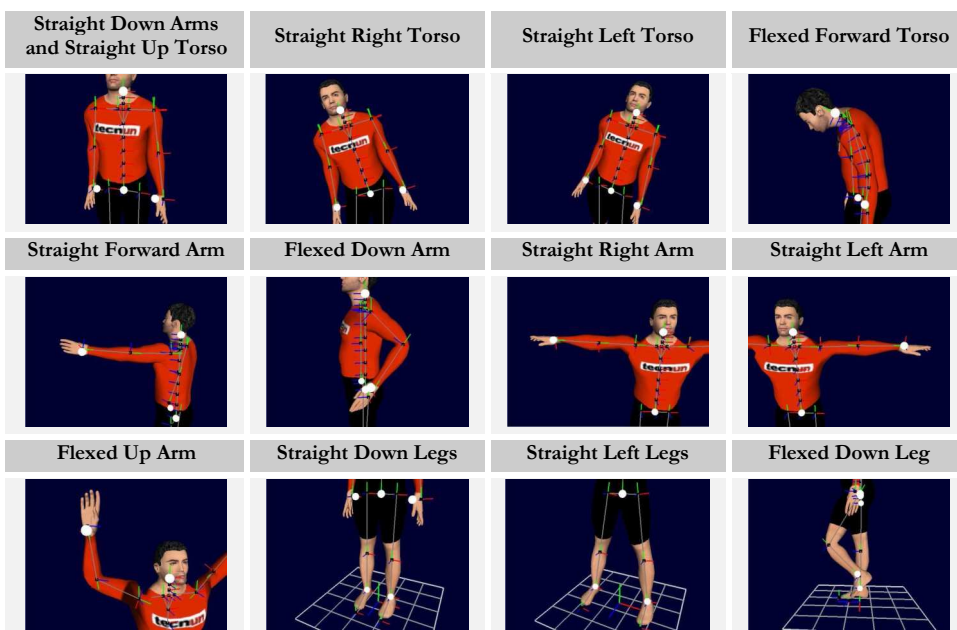 Straight Down Arms
and Straight Up Torso
Straight Right Torso
Straight Left Torso
Flexed Forward Torso
tecnun
tecnun
tecnun
Straight Forward Arm
Flexed Down Arm
Straight Right Arm
Straight Left Arm
tecnun
tecnun
Flexed Up Arm
Straight Down Legs
Straight Left Legs
Flexed Down Leg
tecnun